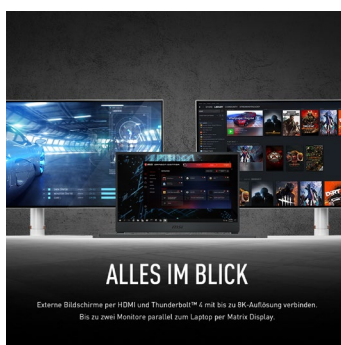 ALLES IM BLICK
Externe Bildschirme per HDMI und Thunderbolt™ 4 mit bis zu 8K-Auflösung verbinden.
Bis zu zwei Monitore parallel zum Laptop per Matrix Display.